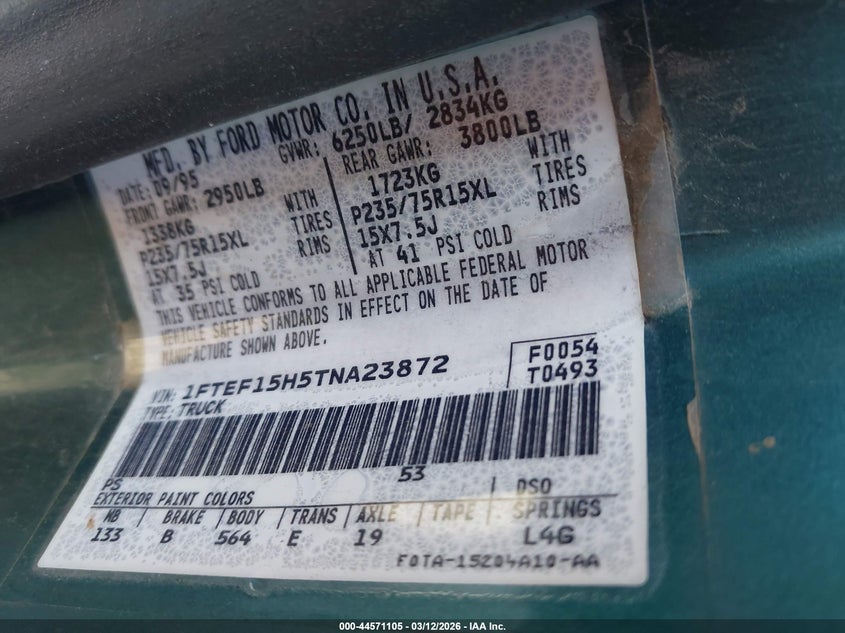 MFD. BY FORD MOTOR CO. IN U.S.A.
DATE: 09/95 GVWR: 6250LB/ 2834KG
FRONT GAWR: 2950LB REAR GAWR: 3800LB
1338KG WITH 1723KG WITH
P235/75R15XL TIRES P235/75R15XL TIRES
15X7.5J RIMS 15X7.5J RIMS
AT 35 PSI COLD AT 41 PSI COLD
THIS VEHICLE CONFORMS TO ALL APPLICABLE FEDERAL MOTOR
VEHICLE SAFETY STANDARDS IN EFFECT ON THE DATE OF
MANUFACTURE SHOWN ABOVE.
VIN: 1FTEF15H5TNA23872 F0054
TYPE: TRUCK T0493
53
PS
EXTERIOR PAINT COLORS DSO
WB BRAKE BODY TRANS AXLE TAPE SPRINGS
133 B 564 E 19 L4G
F0TA-15204A10-AA
000-44571105 - 03/12/2026 - IAA Inc.